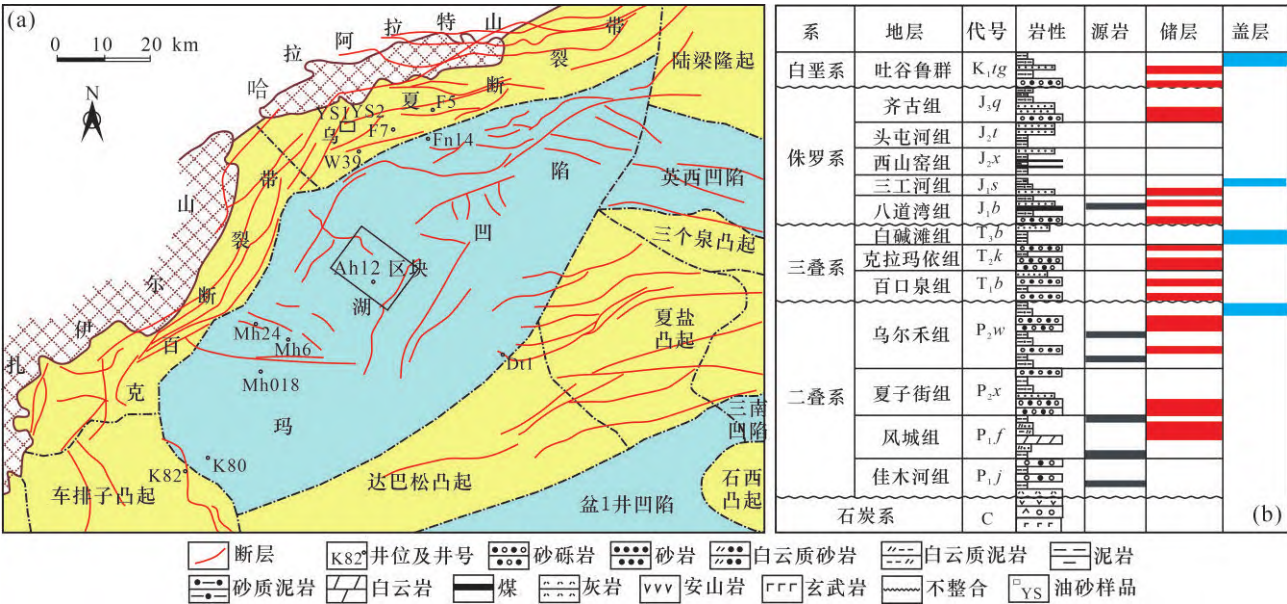 (a)
0 10 20 km
N
哈拉阿拉特山
扎伊尔山
乌夏断裂带
克百断裂带
陆梁隆起
YS1 YS2
F5
F7
Fn14
W39
玛湖凹陷
英西凹陷
三个泉凸起
Ah12 区块
夏盐
凸起
Mh24
Mh6
Mh018
Dt1
三南
凹陷
K82
K80
车排子凸起
达巴松凸起
盆1井凹陷
石西
凸起
系 地层 代号 岩性 源岩 储层 盖层
白垩系 吐谷鲁群 K₁tg
侏罗系 齐古组 J₃q
头屯河组 J₂t
西山窑组 J₂x
三工河组 J₁s
八道湾组 J₁b
三叠系 白碱滩组 T₃b
克拉玛依组 T₂k
百口泉组 T₁b
二叠系 乌尔禾组 P₂w
夏子街组 P₂x
风城组 P₁f
佳木河组 P₁j
石炭系 C
(b)
断层 K82 井位及井号 砂砾岩 砂岩 白云质砂岩 白云质泥岩 泥岩
砂质泥岩 白云岩 煤 灰岩 安山岩 玄武岩 不整合 YS 油砂样品